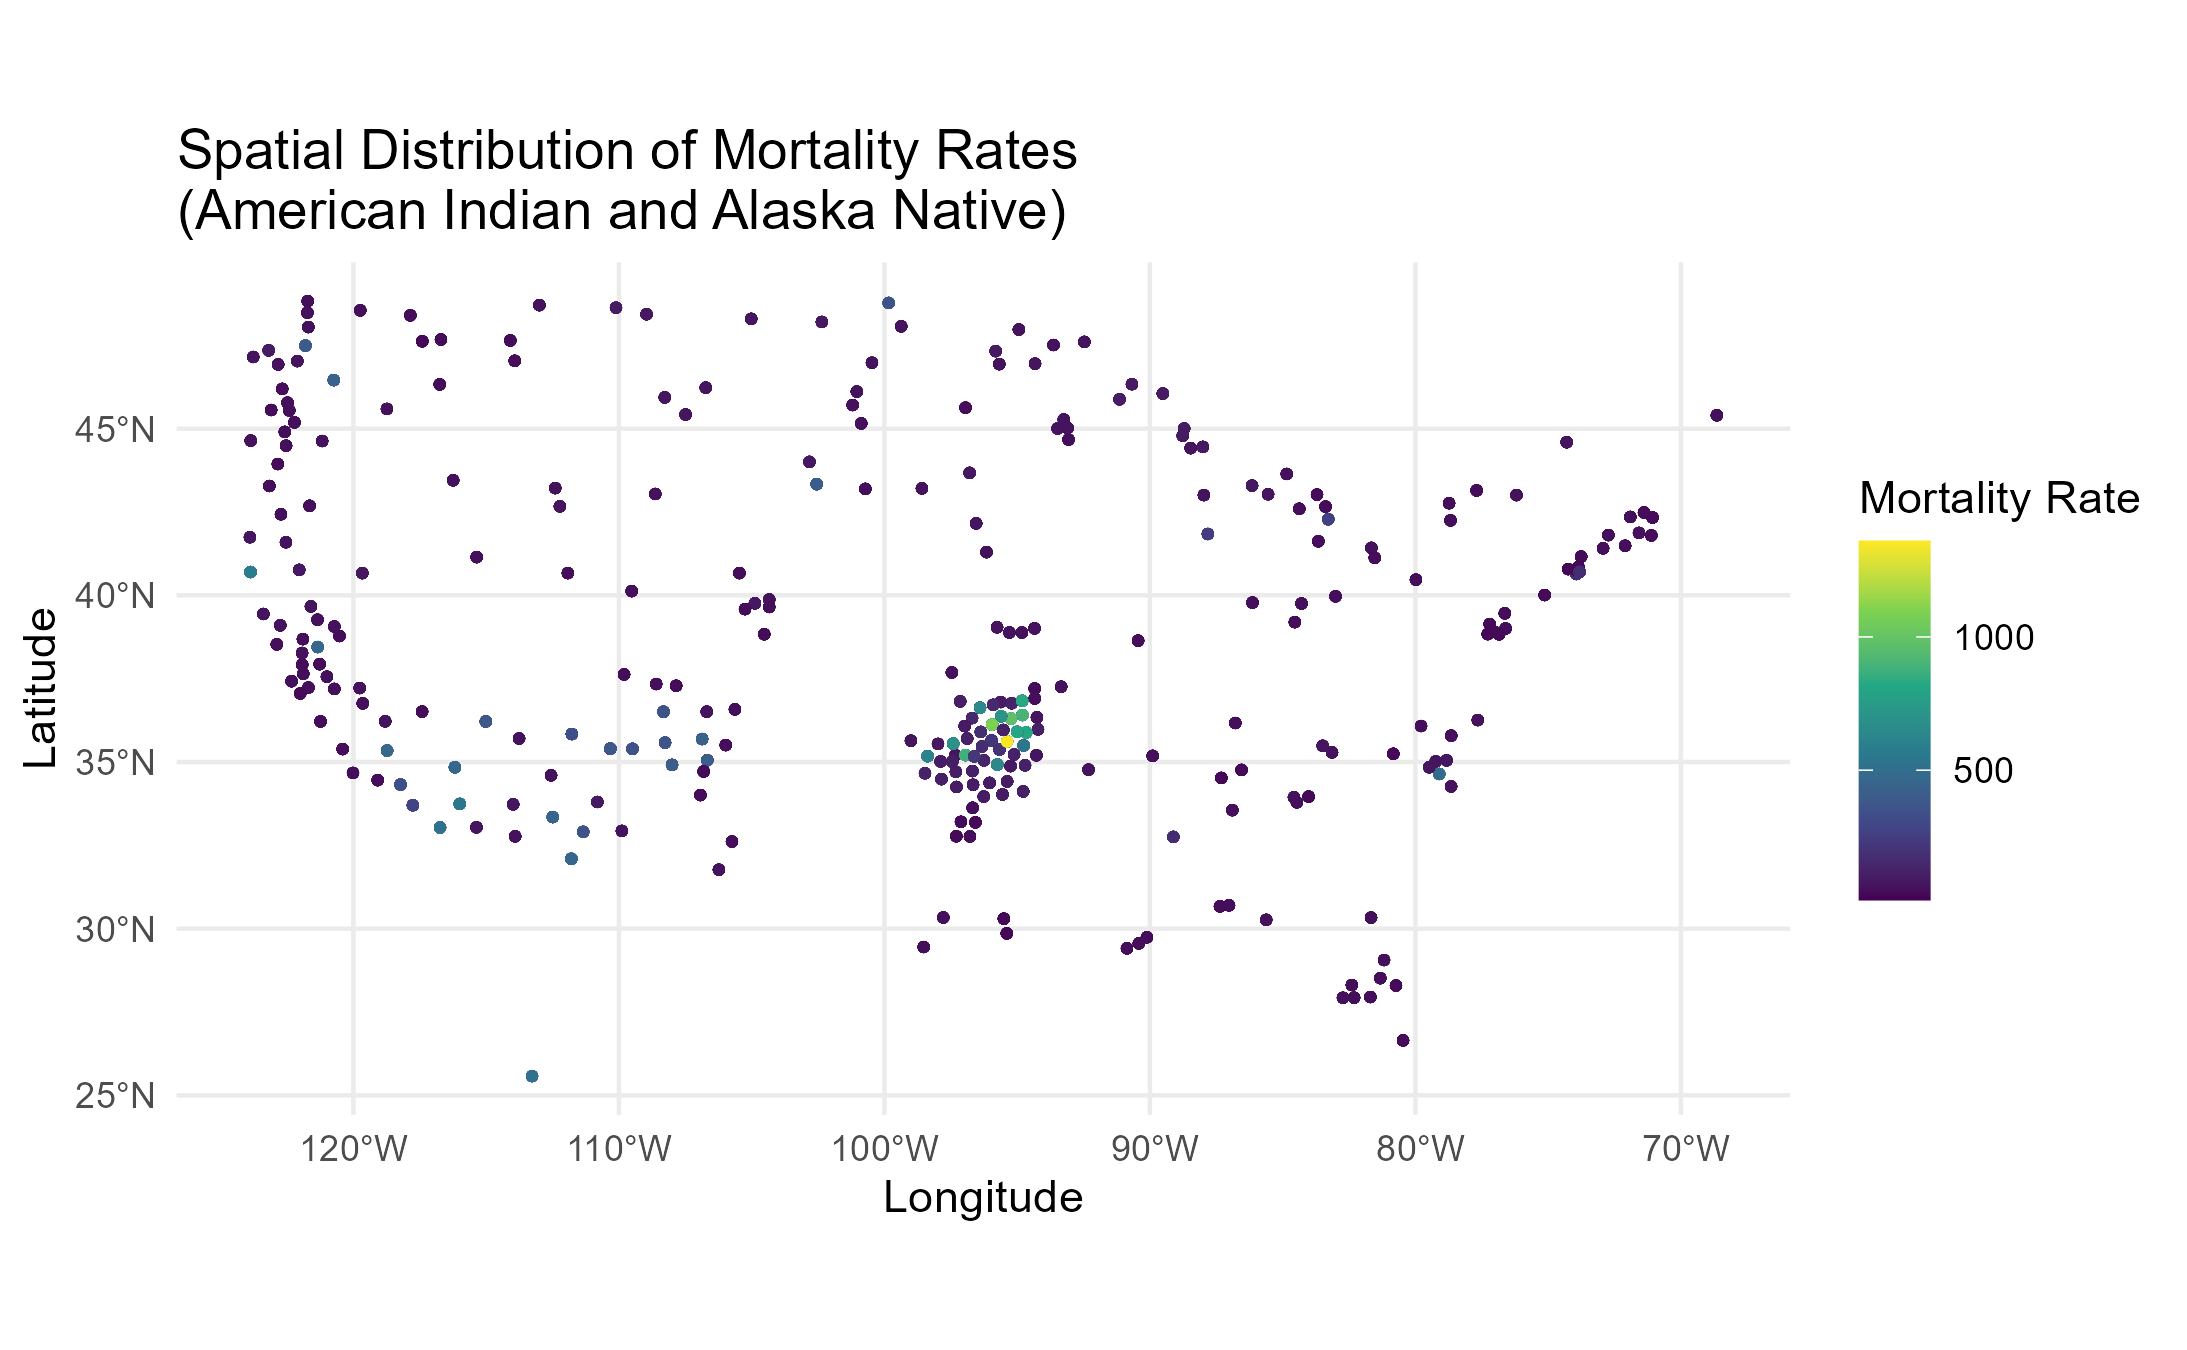 Spatial Distribution of Mortality Rates
(American Indian and Alaska Native)
45°N
40°N
35°N
30°N
25°N
Latitude
120°W 110°W 100°W 90°W 80°W 70°W
Longitude
Mortality Rate
1000
500